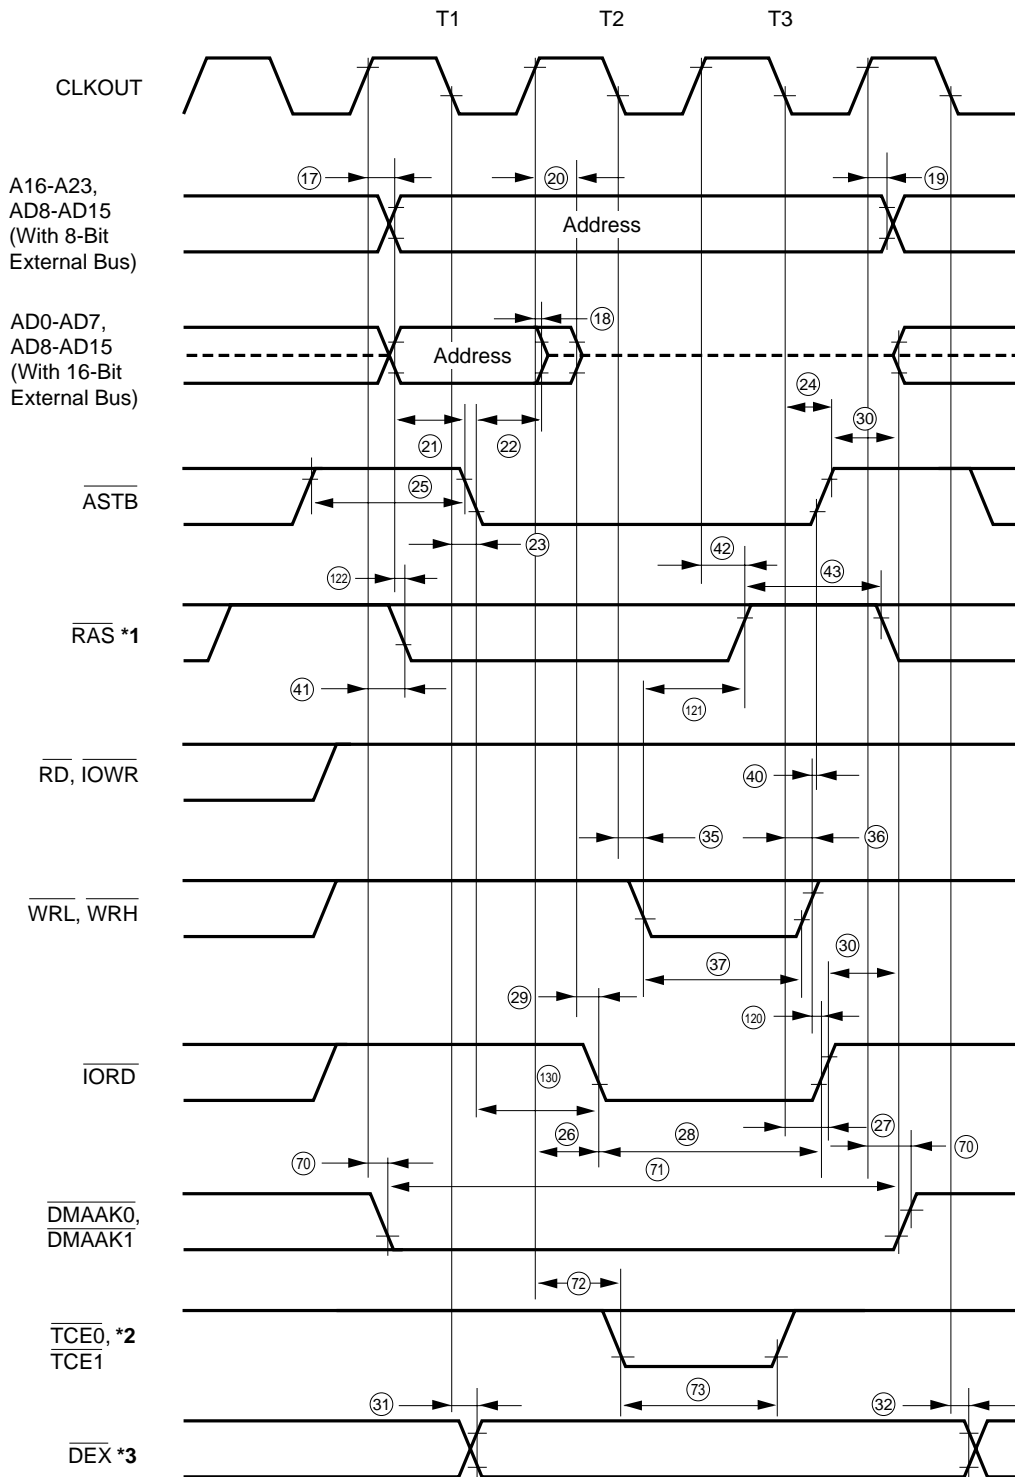 T1 T2 T3
CLKOUT
17 20 19
A16-A23,
AD8-AD15
(With 8-Bit
External Bus)
Address
18
AD0-AD7,
AD8-AD15
(With 16-Bit
External Bus)
Address
24
30
21 22
ASTB
25
23 42
122 43
RAS *1
41 121
RD, IOWR
40
35 36
WRL, WRH
30
37
29 120
IORD
130
26 28 27
70 71 70
DMAAK0,
DMAAK1
72
TCE0, *2
TCE1
73
31 32
DEX *3